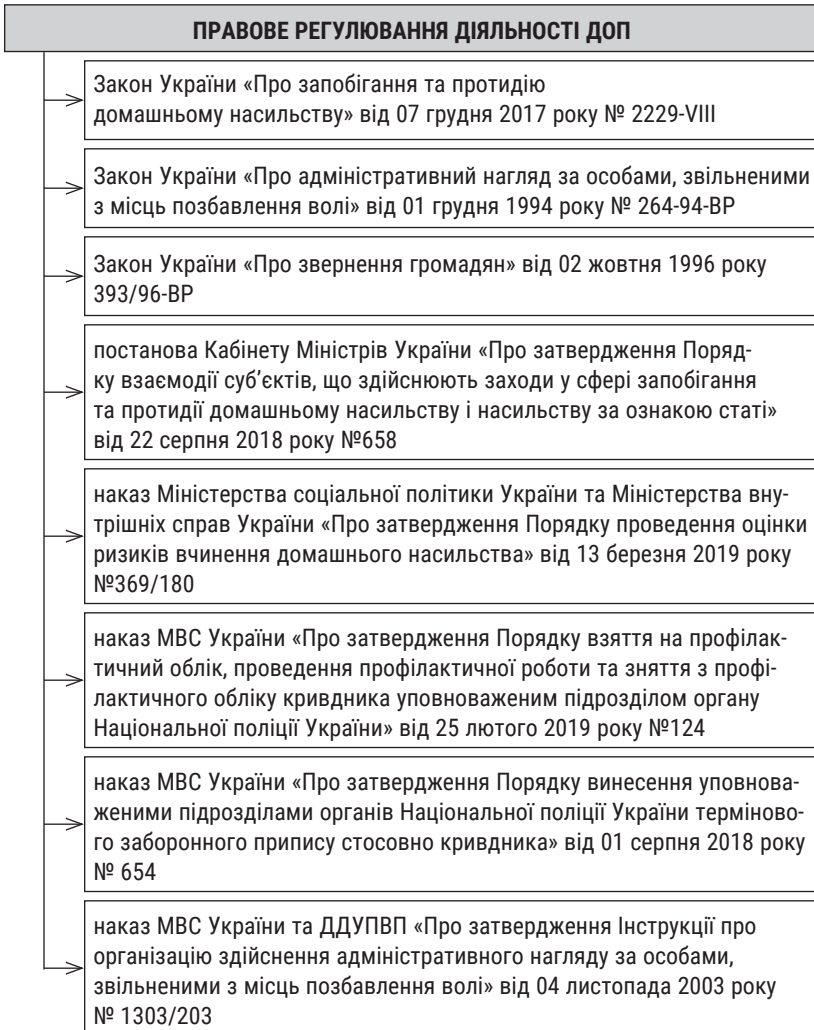 ПРАВОВЕ РЕГУЛЮВАННЯ ДІЯЛЬНОСТІ ДОП
Закон України «Про запобігання та протидію
домашньому насильству» від 07 грудня 2017 року № 2229-VIII
Закон України «Про адміністративний нагляд за особами, звільненими
з місць позбавлення волі» від 01 грудня 1994 року № 264-94-ВР
Закон України «Про звернення громадян» від 02 жовтня 1996 року
393/96-ВР
постанова Кабінету Міністрів України «Про затвердження Поряд-
ку взаємодії суб’єктів, що здійснюють заходи у сфері запобігання
та протидії домашньому насильству і насильству за ознакою статі»
від 22 серпня 2018 року №658
наказ Міністерства соціальної політики України та Міністерства вну-
трішніх справ України «Про затвердження Порядку проведення оцінки
ризиків вчинення домашнього насильства» від 13 березня 2019 року
№369/180
наказ МВС України «Про затвердження Порядку взяття на профілак-
тичний облік, проведення профілактичної роботи та зняття з профі-
лактичного обліку кривдника уповноваженим підрозділом органу
Національної поліції України» від 25 лютого 2019 року №124
наказ МВС України «Про затвердження Порядку винесення уповнова-
женими підрозділами органів Національної поліції України терміново-
го заборонного припису стосовно кривдника» від 01 серпня 2018 року
№ 654
наказ МВС України та ДДУПВП «Про затвердження Інструкції про
організацію здійснення адміністративного нагляду за особами,
звільненими з місць позбавлення волі» від 04 листопада 2003 року
№ 1303/203